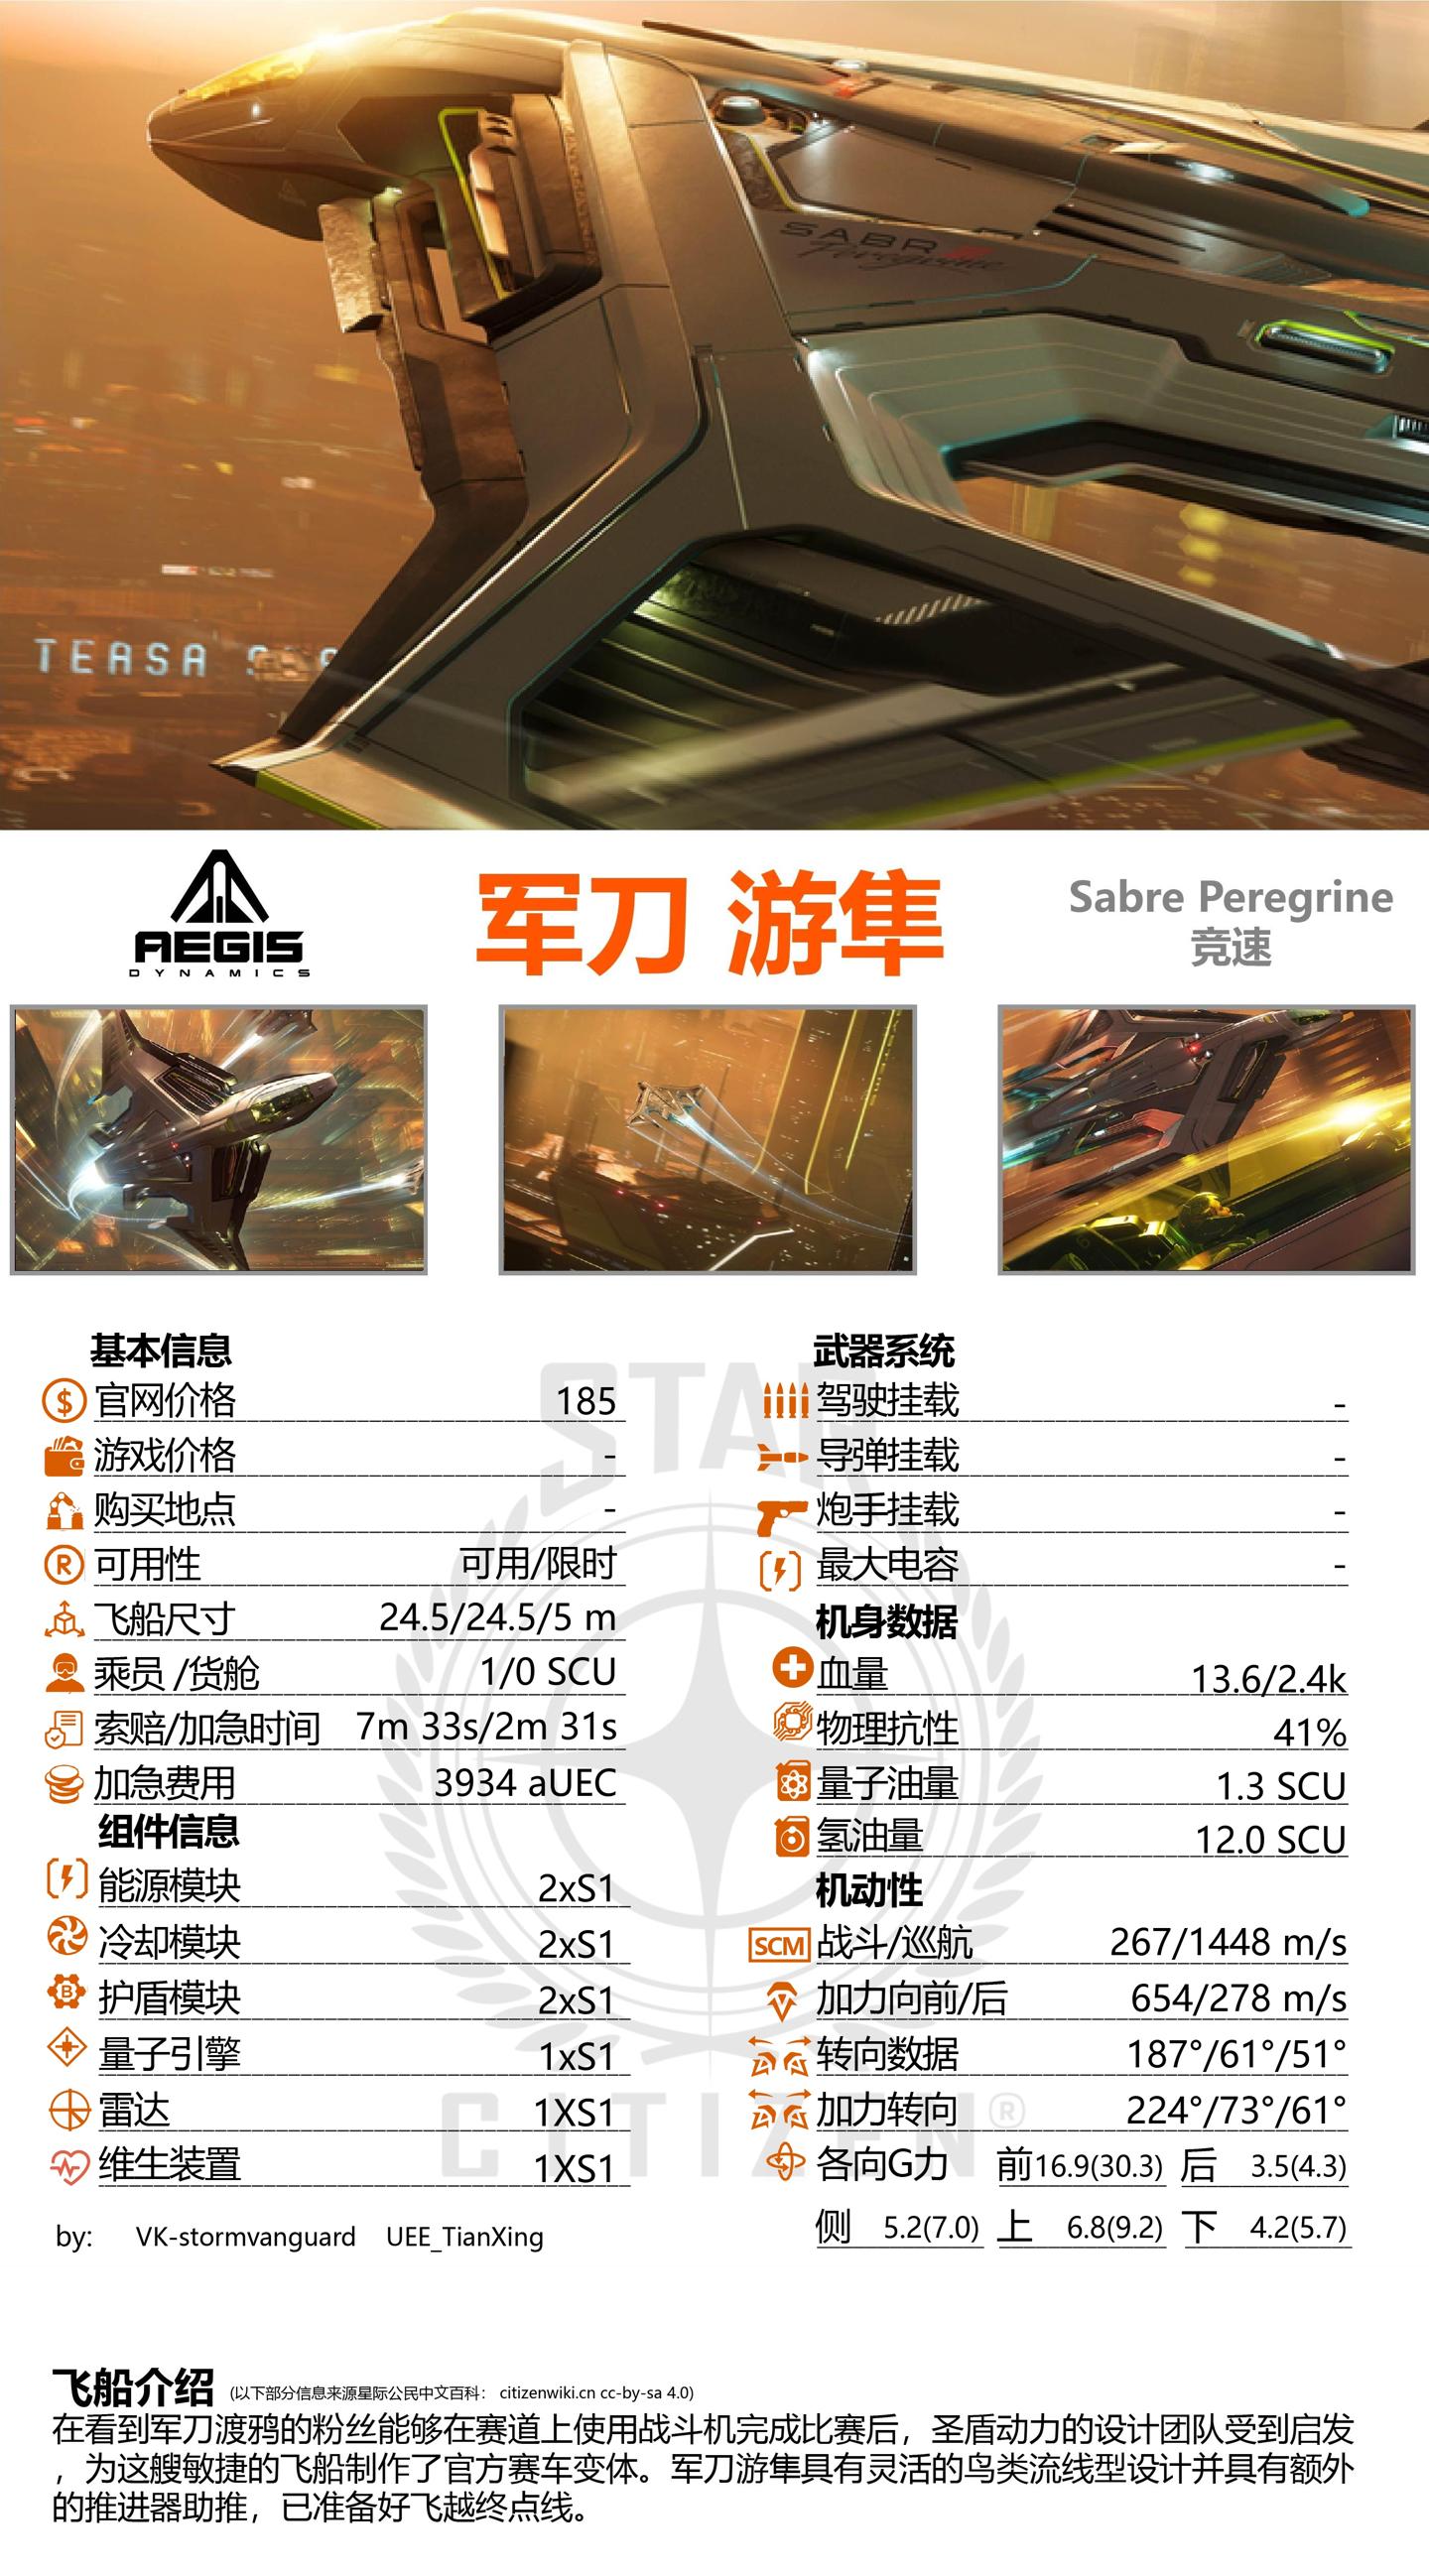 SABR
Peregrine
TEASA
AEGIS
DYNAMICS
军刀 游隼
Sabre Peregrine
竞速
STAR
CITIZEN®
基本信息
官网价格 185
游戏价格 -
购买地点 -
可用性 可用/限时
飞船尺寸 24.5/24.5/5 m
乘员 /货舱 1/0 SCU
索赔/加急时间 7m 33s/2m 31s
加急费用 3934 aUEC
组件信息
能源模块 2xS1
冷却模块 2xS1
护盾模块 2xS1
量子引擎 1xS1
雷达 1XS1
维生装置 1XS1
by: VK-stormvanguard UEE_TianXing
武器系统
驾驶挂载 -
导弹挂载 -
炮手挂载 -
最大电容 -
机身数据
血量 13.6/2.4k
物理抗性 41%
量子油量 1.3 SCU
氢油量 12.0 SCU
机动性
SCM 战斗/巡航 267/1448 m/s
加力向前/后 654/278 m/s
转向数据 187°/61°/51°
加力转向 224°/73°/61°
各向G力 前16.9(30.3) 后 3.5(4.3)
侧 5.2(7.0) 上 6.8(9.2) 下 4.2(5.7)
飞船介绍 (以下部分信息来源星际公民中文百科： citizenwiki.cn cc-by-sa 4.0)
在看到军刀渡鸦的粉丝能够在赛道上使用战斗机完成比赛后，圣盾动力的设计团队受到启发
，为这艘敏捷的飞船制作了官方赛车变体。军刀游隼具有灵活的鸟类流线型设计并具有额外
的推进器助推，已准备好飞越终点线。